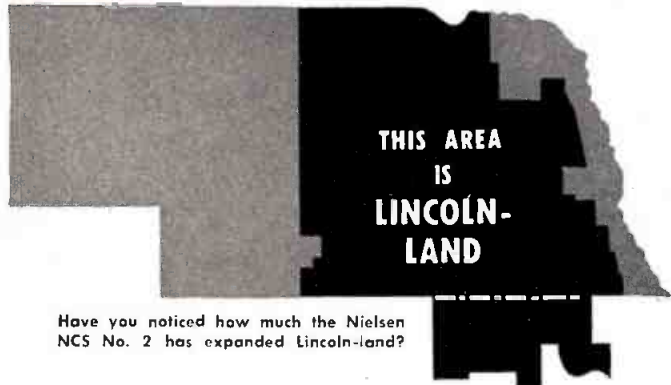 THIS AREA
IS
LINCOLN-
LAND
Have you noticed how much the Nielsen
NCS No. 2 has expanded Lincoln-land?